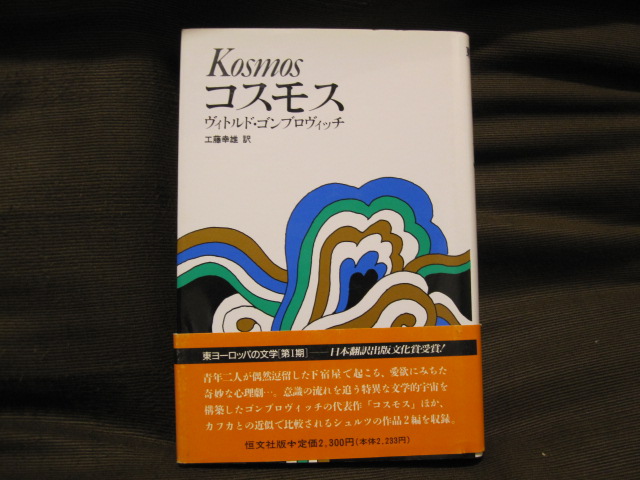 Kosmos
コスモス
ヴィトルド・ゴンブロヴィッチ
工藤幸雄 訳
東ヨーロッパの文学[第Ⅰ期]――日本翻訳出版文化賞受賞!
青年二人が偶然逗留した下宿屋で起こる、愛欲にみちた
奇妙な心理劇…。意識の流れを追う特異な文学的宇宙を
構築したゴンブロヴィッチの代表作「コスモス」ほか、
カフカとの近似で比較されるシュルツの作品2編を収録。
恒文社版+定価2,300円(本体2,233円)